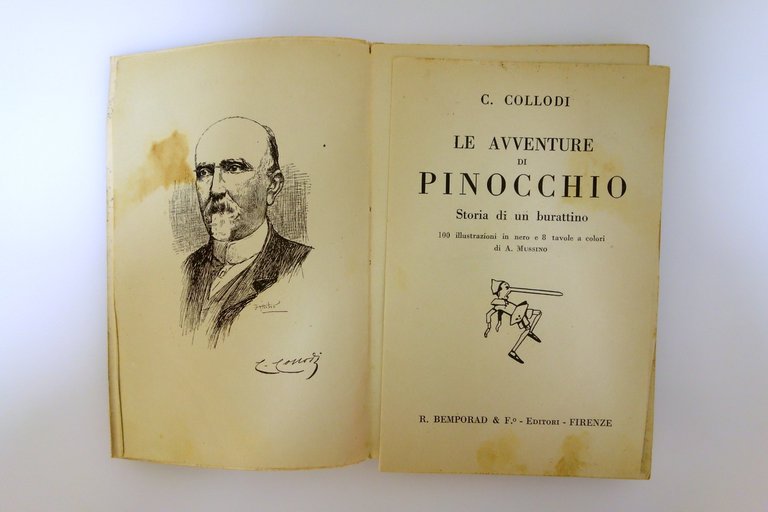 C. Collodi
C. COLLODI
LE AVVENTURE
DI
PINOCCHIO
Storia di un burattino
100 illustrazioni in nero e 8 tavole a colori
di A. MUSSINO
R. BEMPORAD & F.º - EDITORI - FIRENZE